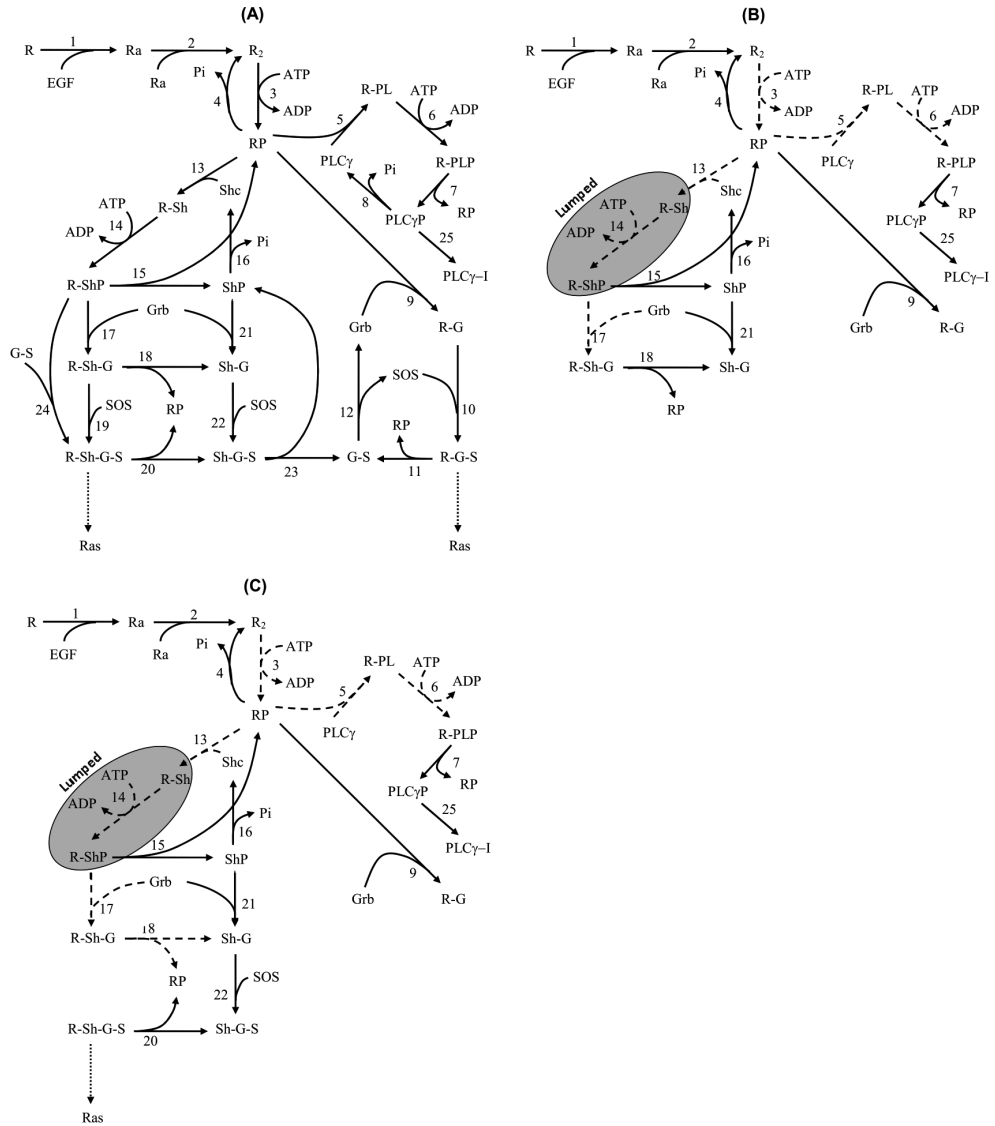 (A)
R 1 Ra 2 R2
EGF Ra Pi ATP
4 3
ADP
R-PL ATP ADP
5 6
RP
PLCγ Pi R-PLP
13 Shc
8 7
ATP R-Sh PLCγP RP
ADP 14
25
16 Pi
15
R-ShP ShP PLCγ–I
Grb 9
17 21 Grb R-G
G-S
R-Sh-G 18 Sh-G SOS
24 SOS RP 22 SOS 12 10
19 RP
R-Sh-G-S 20 Sh-G-S 23 G-S 11 R-G-S
Ras Ras
(B)
R 1 Ra 2 R2
EGF Ra Pi ATP
4 3
ADP
R-PL ATP ADP
5 6
RP
PLCγ R-PLP
13 Shc
Lumped
7
ATP R-Sh PLCγP RP
ADP 14
25
16 Pi
15
R-ShP ShP PLCγ–I
Grb 9
17 21 Grb R-G
R-Sh-G 18 Sh-G
RP
(C)
R 1 Ra 2 R2
EGF Ra Pi ATP
4 3
ADP
R-PL ATP ADP
5 6
RP
PLCγ R-PLP
13 Shc
Lumped
7
ATP R-Sh PLCγP RP
ADP 14
25
16 Pi
15
R-ShP ShP PLCγ–I
Grb 9
17 21 Grb R-G
R-Sh-G 18 Sh-G
RP 22 SOS
R-Sh-G-S 20 Sh-G-S
Ras